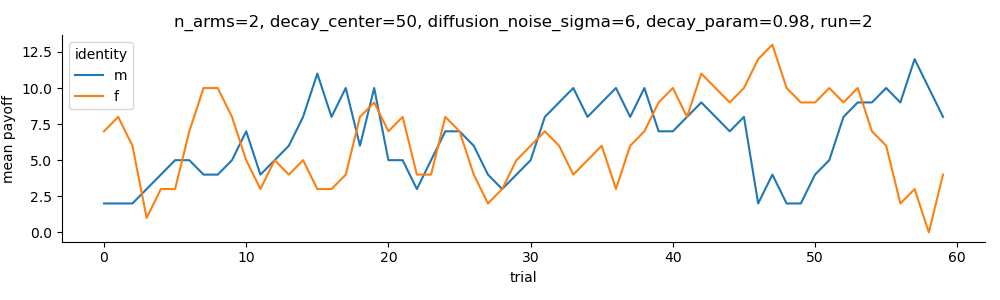 n_arms=2, decay_center=50, diffusion_noise_sigma=6, decay_param=0.98, run=2
identity
m
f
mean payoff
12.5
10.0
7.5
5.0
2.5
0.0
0 10 20 30 40 50 60
trial